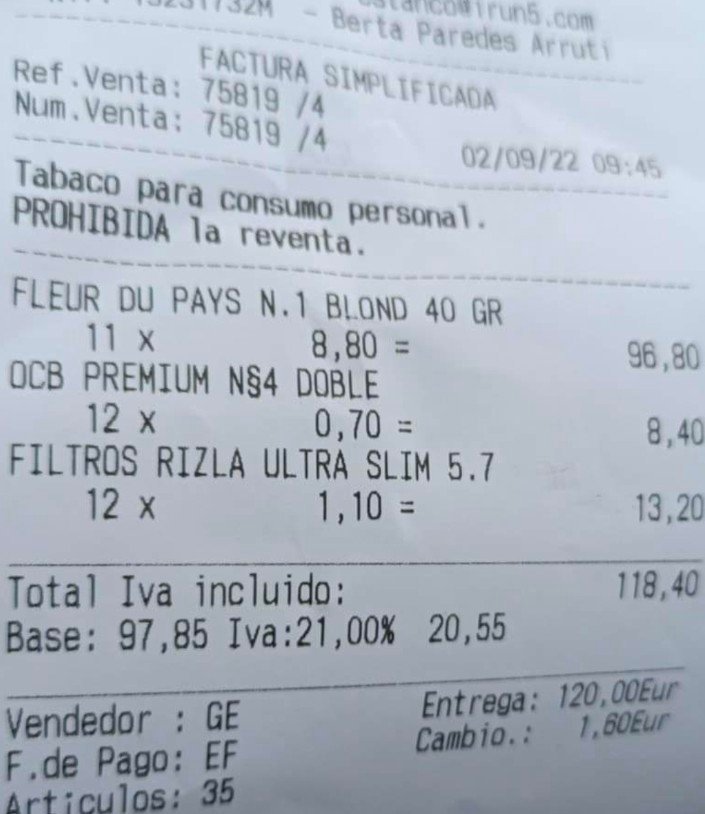 13231732M - Berta Paredes Arruti
FACTURA SIMPLIFICADA
Ref.Venta: 75819 /4
Num.Venta: 75819 /4
02/09/22 09:45
Tabaco para consumo personal.
PROHIBIDA la reventa.
FLEUR DU PAYS N.1 BLOND 40 GR
11 x 8,80 = 96,80
OCB PREMIUM N§4 DOBLE
12 x 0,70 = 8,40
FILTROS RIZLA ULTRA SLIM 5.7
12 x 1,10 = 13,20
Total Iva incluido: 118,40
Base: 97,85 Iva:21,00% 20,55
Vendedor : GE Entrega: 120,00Eur
F.de Pago: EF Cambio.: 1,60Eur
Articulos: 35